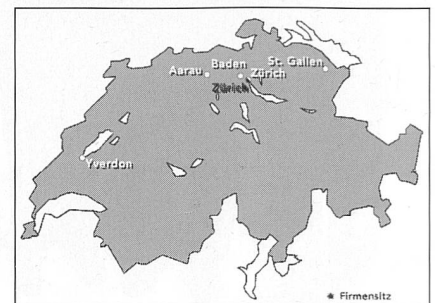 St. Gallen
Baden
Aarau
Zürich
Zürich
Yverdon
★ Firmensitz